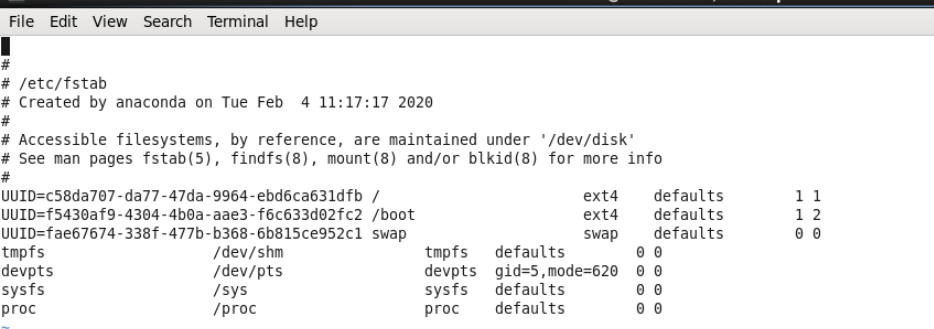 File Edit View Search Terminal Help
#
# /etc/fstab
# Created by anaconda on Tue Feb  4 11:17:17 2020
#
# Accessible filesystems, by reference, are maintained under '/dev/disk'
# See man pages fstab(5), findfs(8), mount(8) and/or blkid(8) for more info
#
UUID=c58da707-da77-47da-9964-ebd6ca631dfb /                       ext4    defaults        1 1
UUID=f5430af9-4304-4b0a-aae3-f6c633d02fc2 /boot                   ext4    defaults        1 2
UUID=fae67674-338f-477b-b368-6b815ce952c1 swap                    swap    defaults        0 0
tmpfs                   /dev/shm                tmpfs   defaults        0 0
devpts                  /dev/pts                devpts  gid=5,mode=620  0 0
sysfs                   /sys                    sysfs   defaults        0 0
proc                    /proc                   proc    defaults        0 0
~